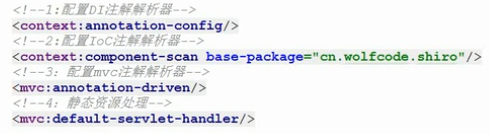 <!--1:配置DI注解解析器-->
<context:annotation-config/>
<!--2:配置IoC注解解析器-->
<context:component-scan base-package="cn.wolfcode.shiro"/>
<!--3: 配置mvc注解解析器-->
<mvc:annotation-driven/>
<!--4: 静态资源处理-->
<mvc:default-servlet-handler/>